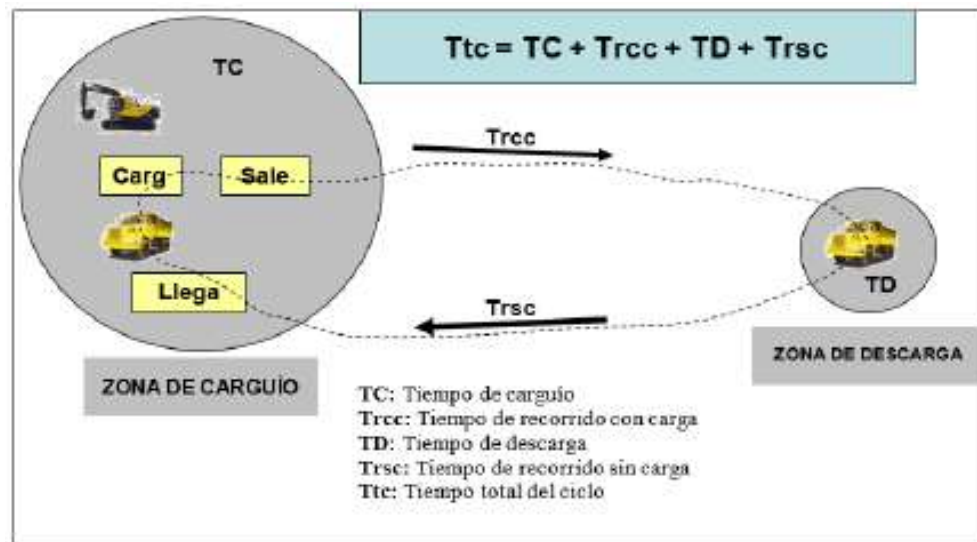 Ttc = TC + Trcc + TD + Trsc
TC
Trcc
Carg
Sale
Llega
Trsc
TD
ZONA DE CARGUÍO
ZONA DE DESCARGA
TC: Tiempo de carguío
Trcc: Tiempo de recorrido con carga
TD: Tiempo de descarga
Trsc: Tiempo de recorrido sin carga
Ttc: Tiempo total del ciclo